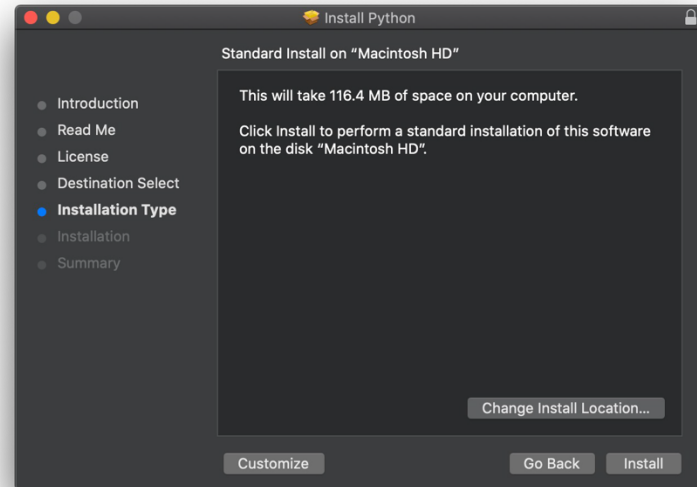 Install Python
Standard Install on “Macintosh HD”
Introduction
Read Me
License
Destination Select
Installation Type
Installation
Summary
This will take 116.4 MB of space on your computer.
Click Install to perform a standard installation of this software
on the disk “Macintosh HD”.
Change Install Location...
Customize
Go Back
Install